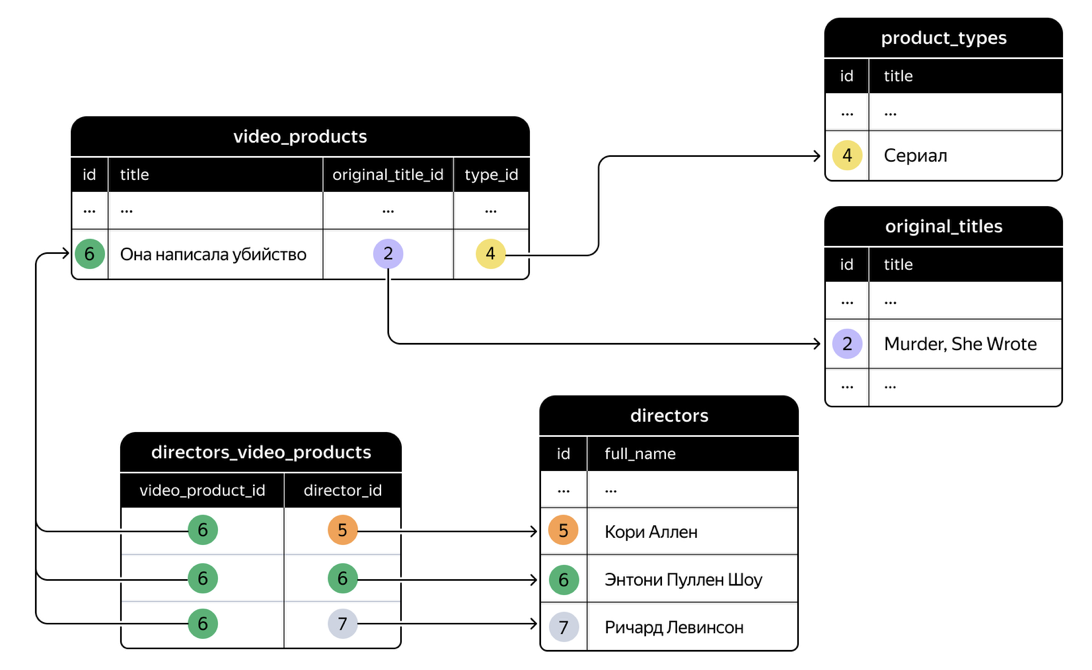 product_types
id title
... ...
4 Сериал
video_products
id title original_title_id type_id
... ... ... ...
6 Она написала убийство 2 4
original_titles
id title
... ...
2 Murder, She Wrote
... ...
directors_video_products
video_product_id director_id
6 5
6 6
6 7
directors
id full_name
... ...
5 Кори Аллен
6 Энтони Пуллен Шоу
7 Ричард Левинсон